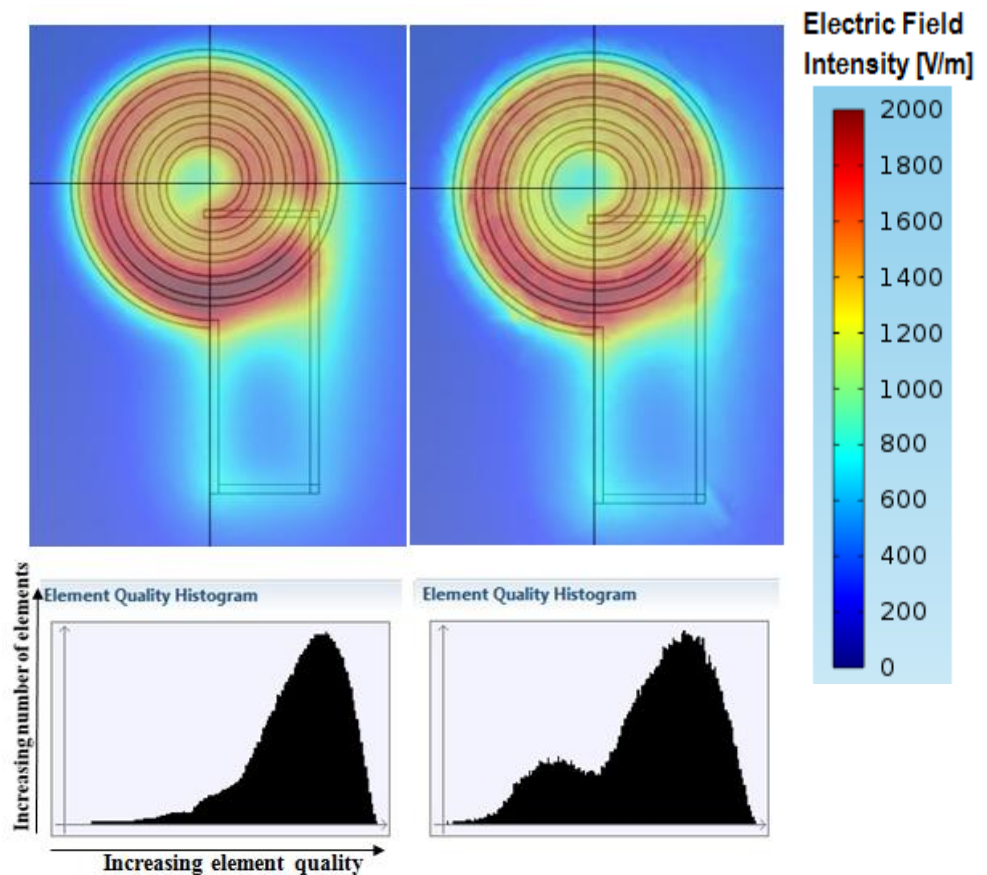 Electric Field
Intensity [V/m]
2000
1800
1600
1400
1200
1000
800
600
400
200
0
Increasing number of elements
Element Quality Histogram
Element Quality Histogram
Increasing element quality